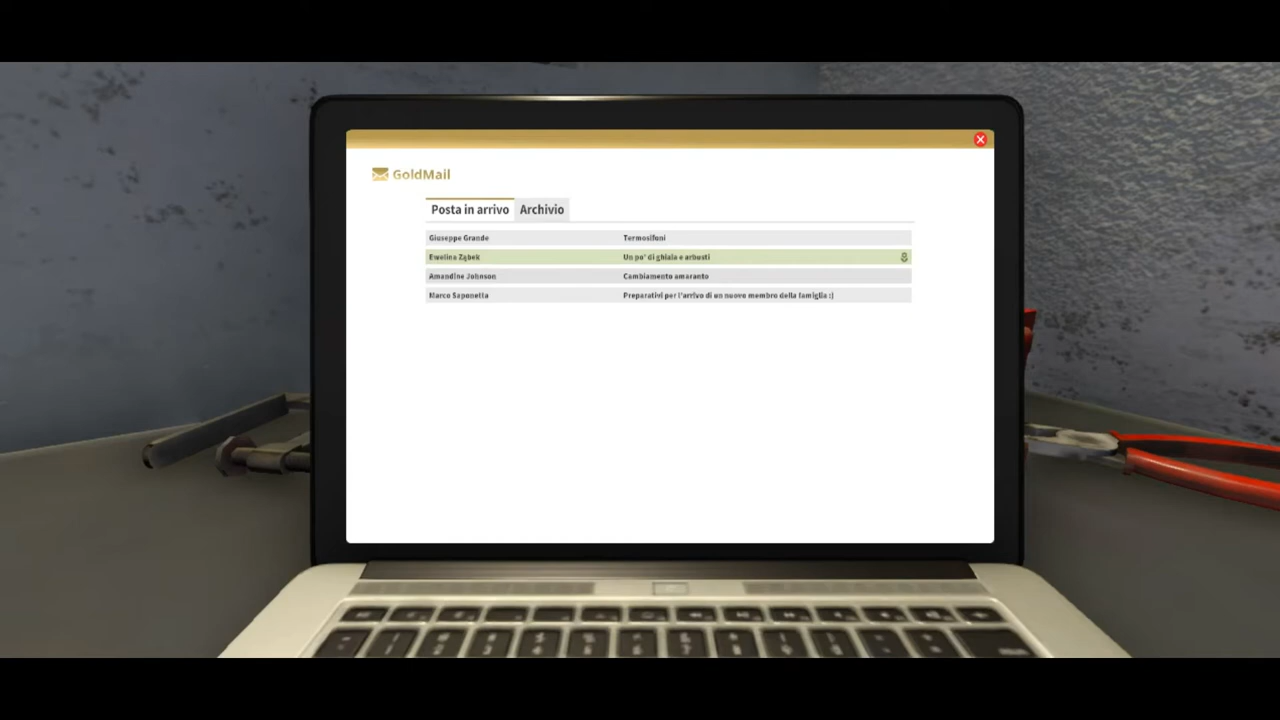 GoldMail
Posta in arrivo Archivio
Giuseppe Grande Termosifoni
Ewelina Ząbek Un po' di ghiaia e arbusti
Amandine Johnson Cambiamento amaranto
Marco Saponetta Preparativi per l'arrivo di un nuovo membro della famiglia :)